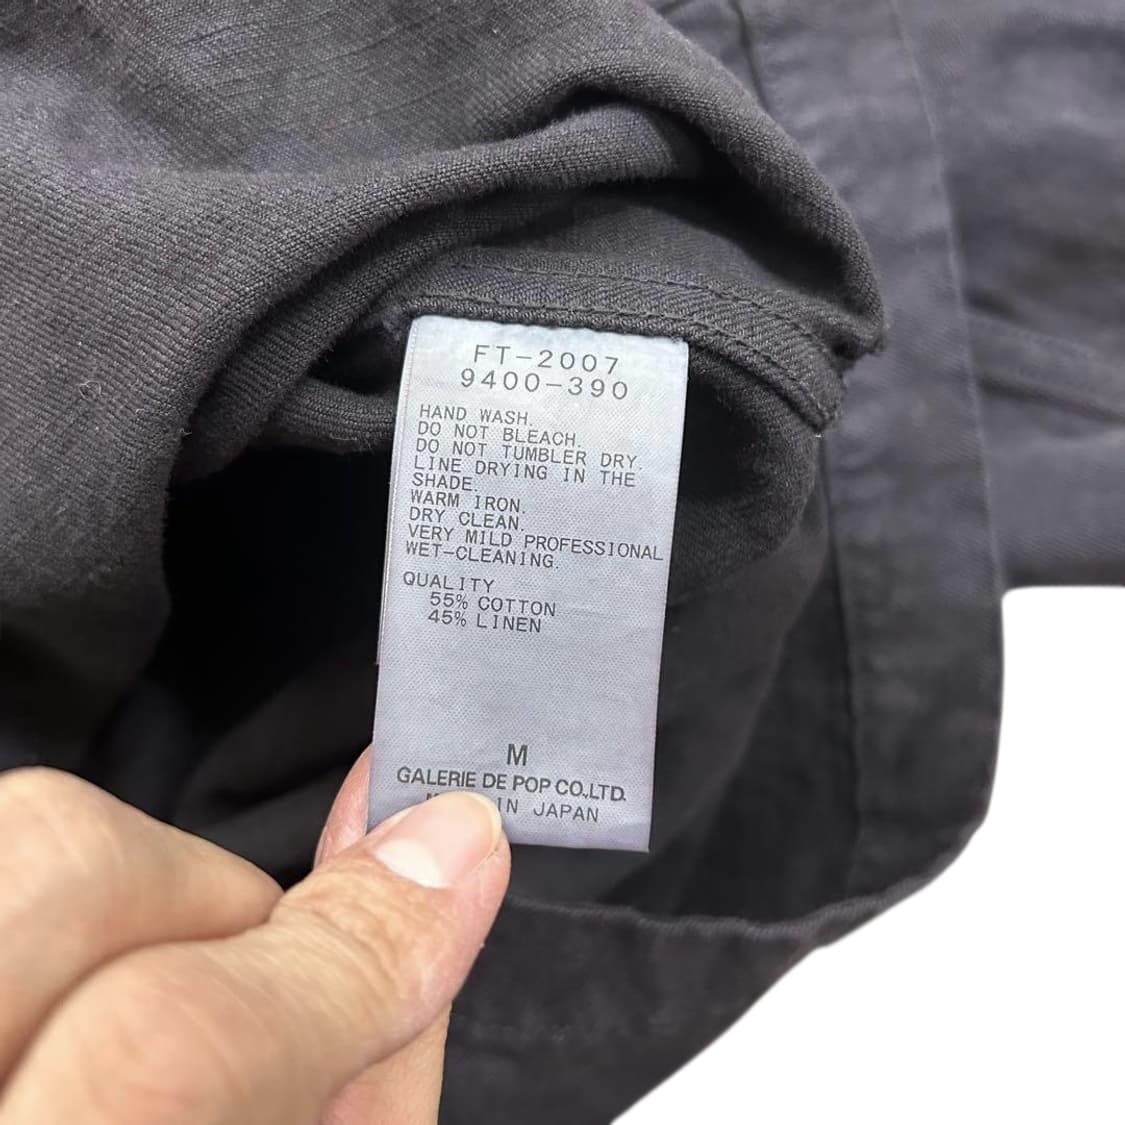 FT-2007
9400-390
HAND WASH.
DO NOT BLEACH.
DO NOT TUMBLER DRY.
LINE DRYING IN THE
SHADE.
WARM IRON.
DRY CLEAN.
VERY MILD PROFESSIONAL
WET-CLEANING.
QUALITY
55% COTTON
45% LINEN
M
GALERIE DE POP CO.,LTD.
IN JAPAN